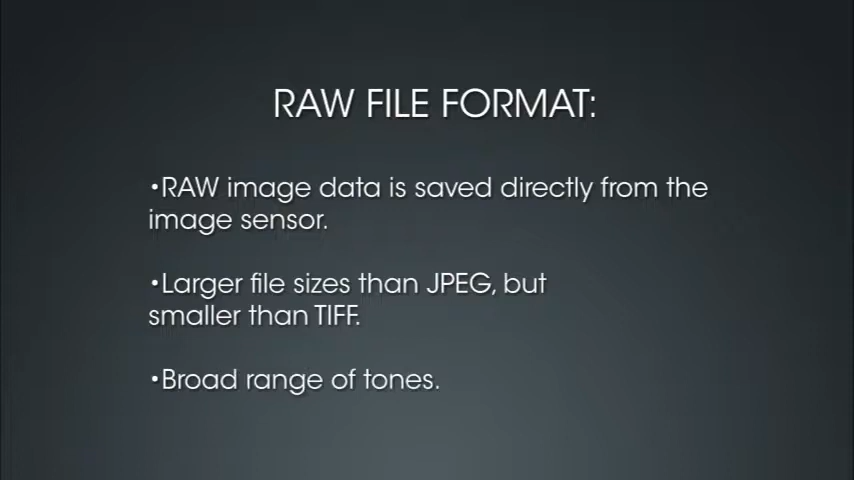 RAW FILE FORMAT:
•RAW image data is saved directly from the
image sensor.
•Larger file sizes than JPEG, but
smaller than TIFF.
•Broad range of tones.